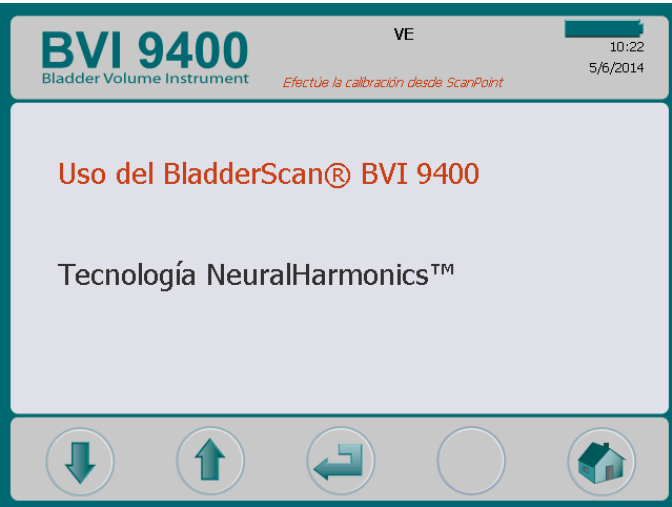 BVI 9400
Bladder Volume Instrument
VE
Efectúe la calibración desde ScanPoint
10:22
5/6/2014
Uso del BladderScan® BVI 9400
Tecnología NeuralHarmonics™